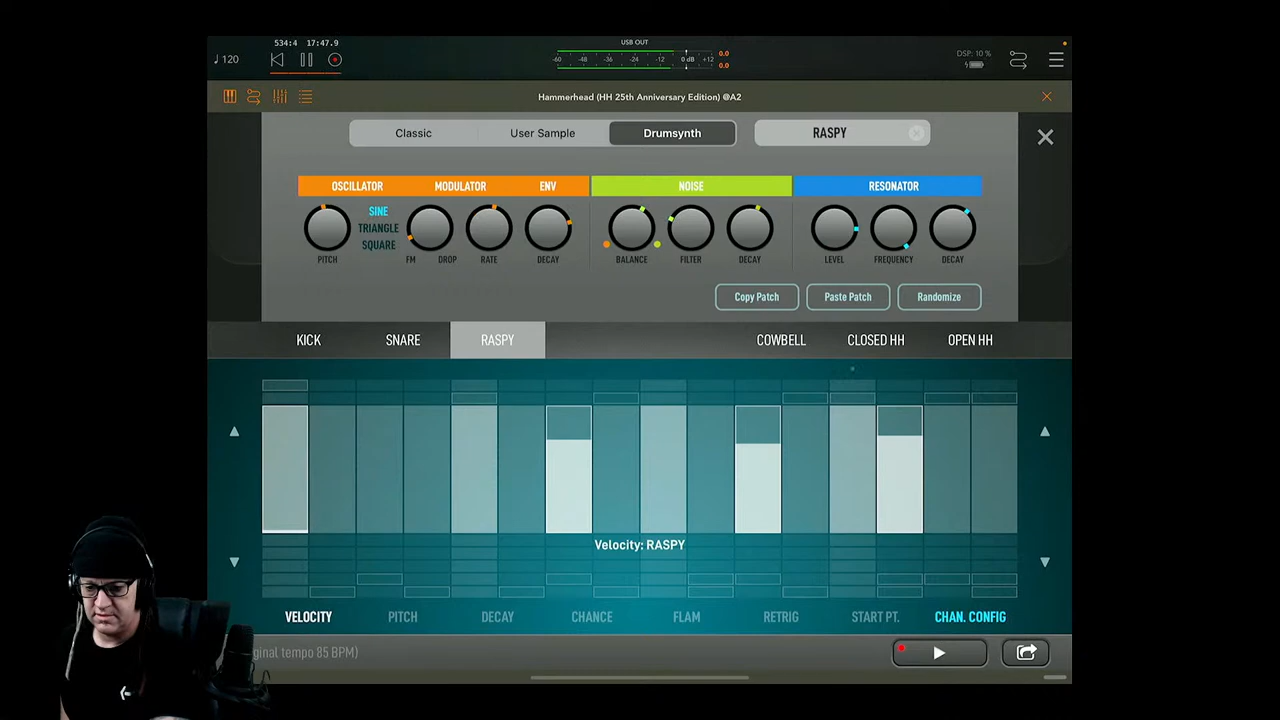 534:4 17:47.9
♩120
USB OUT
-60 -48 -36 -24 -12 0 dB +12
0.0
0.0
DSP: 10 %
Hammerhead (HH 25th Anniversary Edition) @A2
Classic User Sample Drumsynth RASPY
OSCILLATOR MODULATOR ENV NOISE RESONATOR
SINE
TRIANGLE
SQUARE
PITCH FM DROP RATE DECAY BALANCE FILTER DECAY LEVEL FREQUENCY DECAY
Copy Patch Paste Patch Randomize
KICK SNARE RASPY COWBELL CLOSED HH OPEN HH
Velocity: RASPY
VELOCITY PITCH DECAY CHANCE FLAM RETRIG START PT. CHAN. CONFIG
ginal tempo 85 BPM)